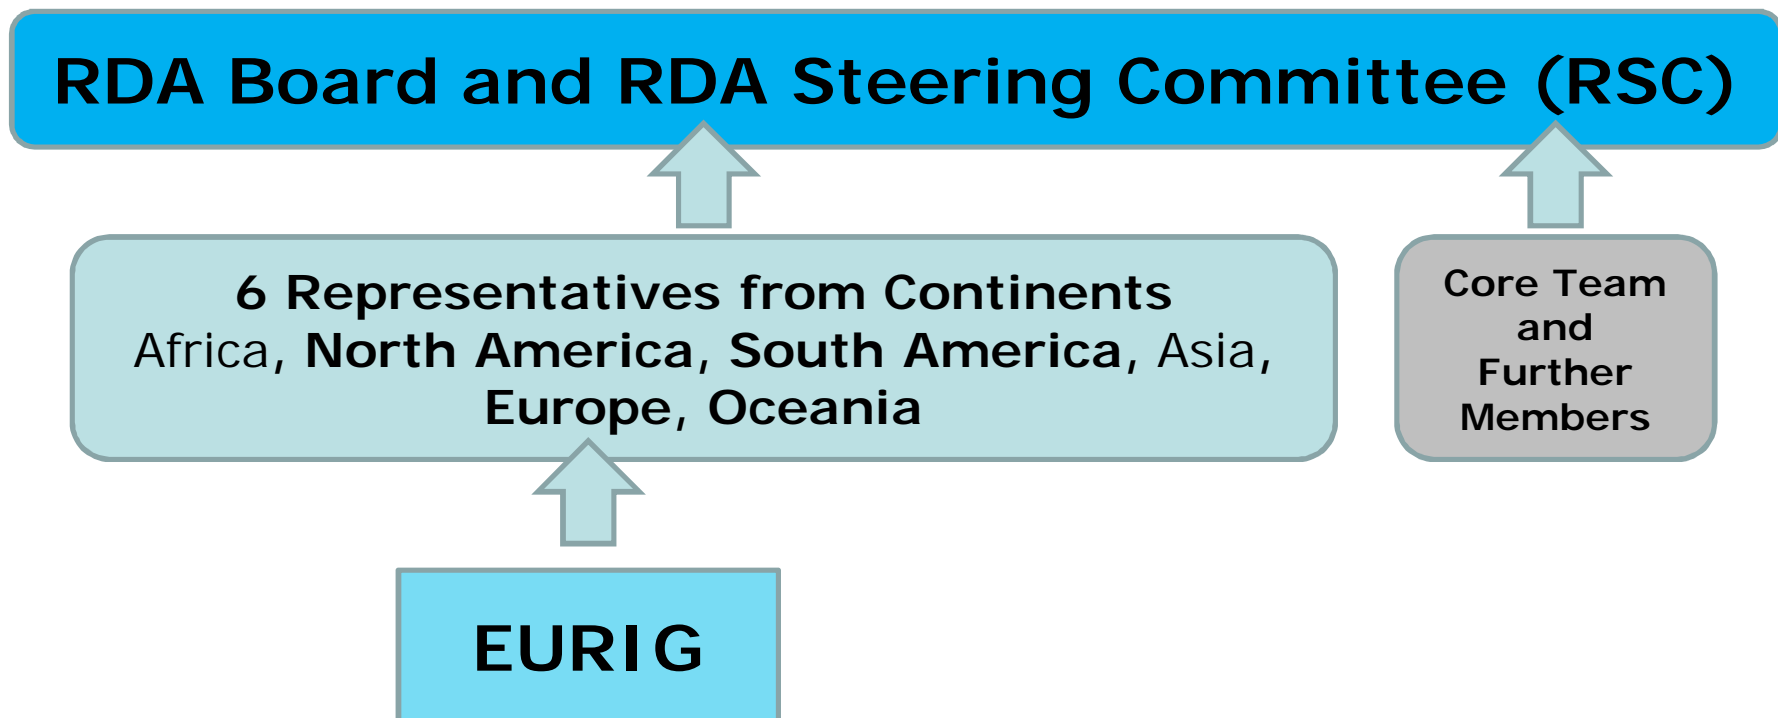 RDA Board and RDA Steering Committee (RSC)
6 Representatives from Continents
Africa, North America, South America, Asia,
Europe, Oceania
Core Team
and
Further
Members
EURIG